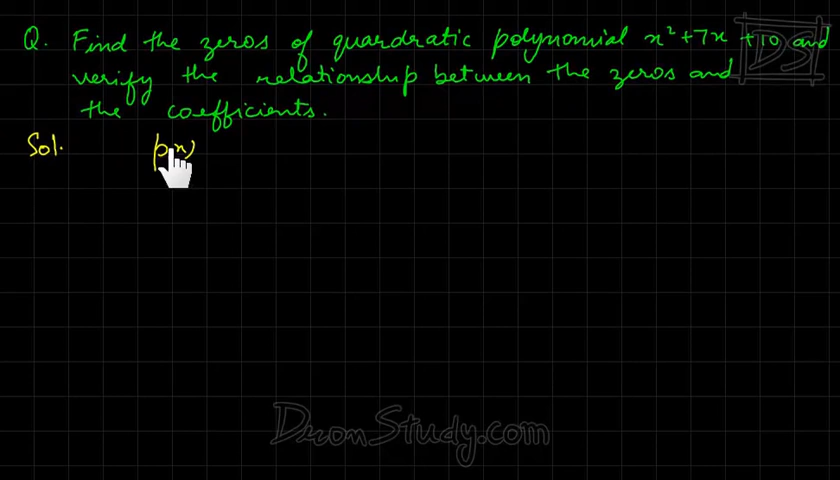 Q. Find the zeros of quardratic polynomial x² + 7x + 10 and
verify the relationship between the zeros and
the coefficients.
Sol. p(x)
DronStudy.com
DS